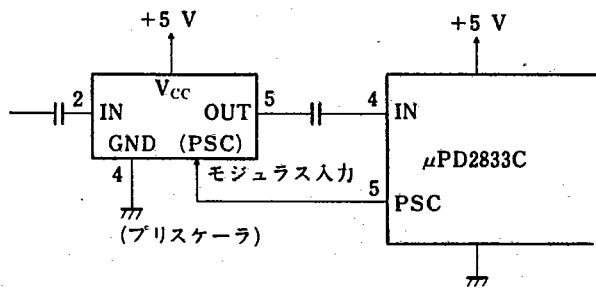 +5 V
+5 V
VCC
2
IN
OUT
5
4
IN
GND
(PSC)
μPD2833C
4
モジュラス入力
5
PSC
(プリスケーラ)